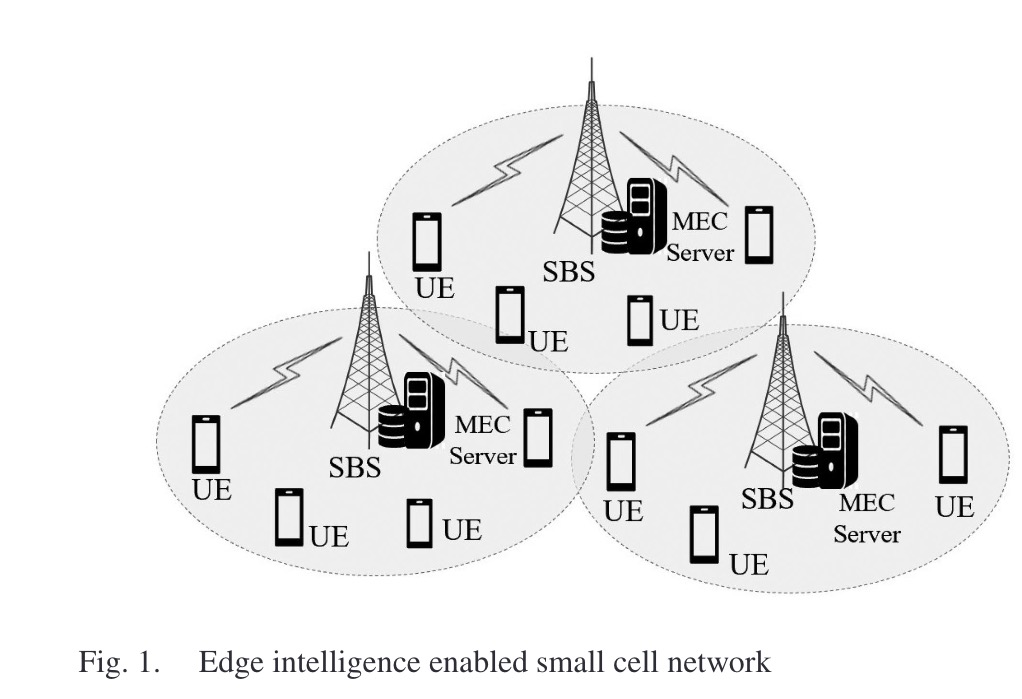 MEC
Server
SBS
UE
UE
UE
MEC
Server
SBS
UE
UE
UE
SBS
MEC
Server
UE
UE
UE
Fig. 1. Edge intelligence enabled small cell network